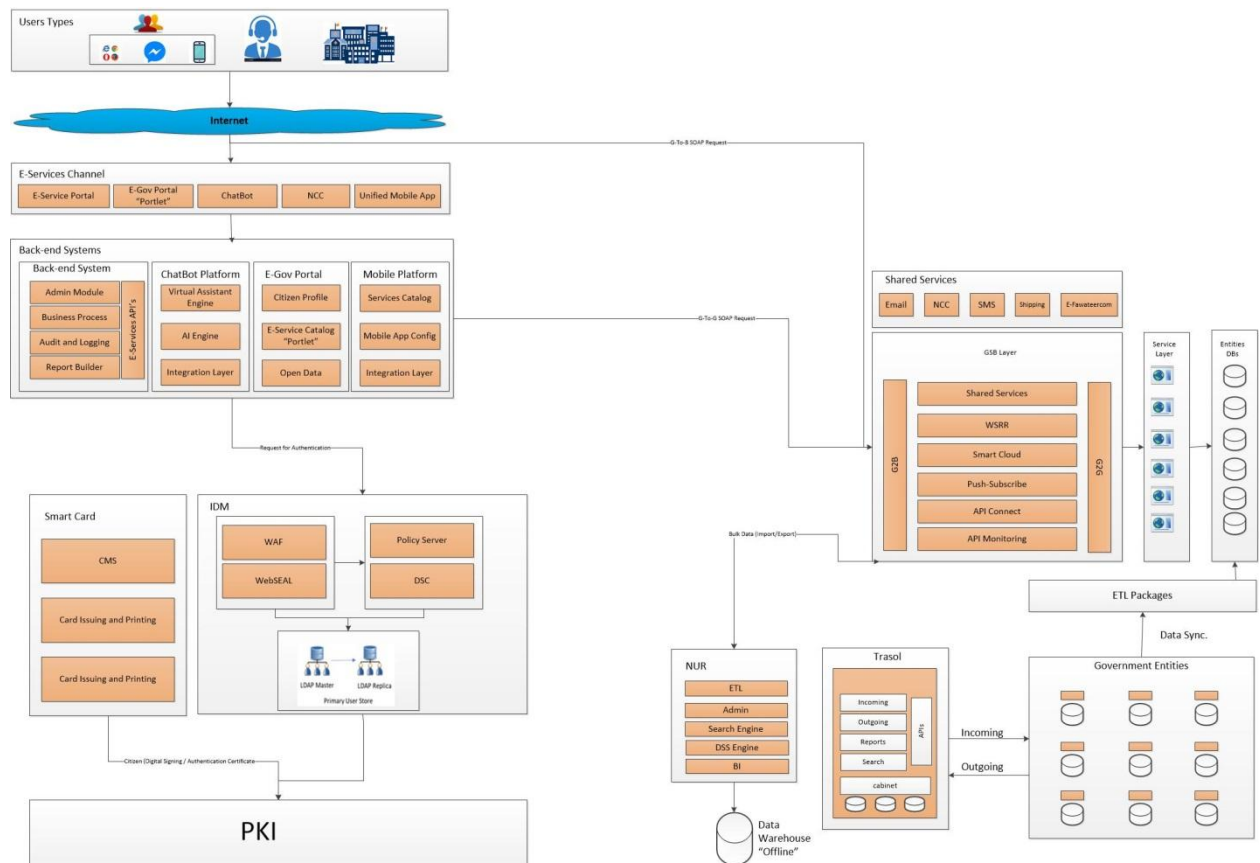 Users Types
Internet
G-To-B SOAP Request
E-Services Channel
E-Service Portal
E-Gov Portal
“Portlet”
ChatBot
NCC
Unified Mobile App
Back-end Systems
Back-end System
Admin Module
Business Process
Audit and Logging
Report Builder
E-Services API's
ChatBot Platform
Virtual Assistant
Engine
AI Engine
Integration Layer
E-Gov Portal
Citizen Profile
E-Service Catalog
“Portlet”
Open Data
Mobile Platform
Services Catalog
Mobile App Config
Integration Layer
G-To-G SOAP Request
Shared Services
Email
NCC
SMS
Shipping
E-Fawateercom
GSB Layer
G2B
Shared Services
WSRR
Smart Cloud
Push-Subscribe
API Connect
API Monitoring
G2G
Service
Layer
Entities
DBs
Request for Authentication
Smart Card
CMS
Card Issuing and Printing
Card Issuing and Printing
IDM
WAF
WebSEAL
Policy Server
DSC
LDAP Master
LDAP Replica
Primary User Store
Bulk Data (Import/Export)
ETL Packages
Data Sync.
NUR
ETL
Admin
Search Engine
DSS Engine
BI
Data
Warehouse
“Offline”
Trasol
Incoming
Outgoing
Reports
Search
APIs
cabinet
Incoming
Outgoing
Government Entities
Citizen (Digital Signing / Authentication Certificate
PKI